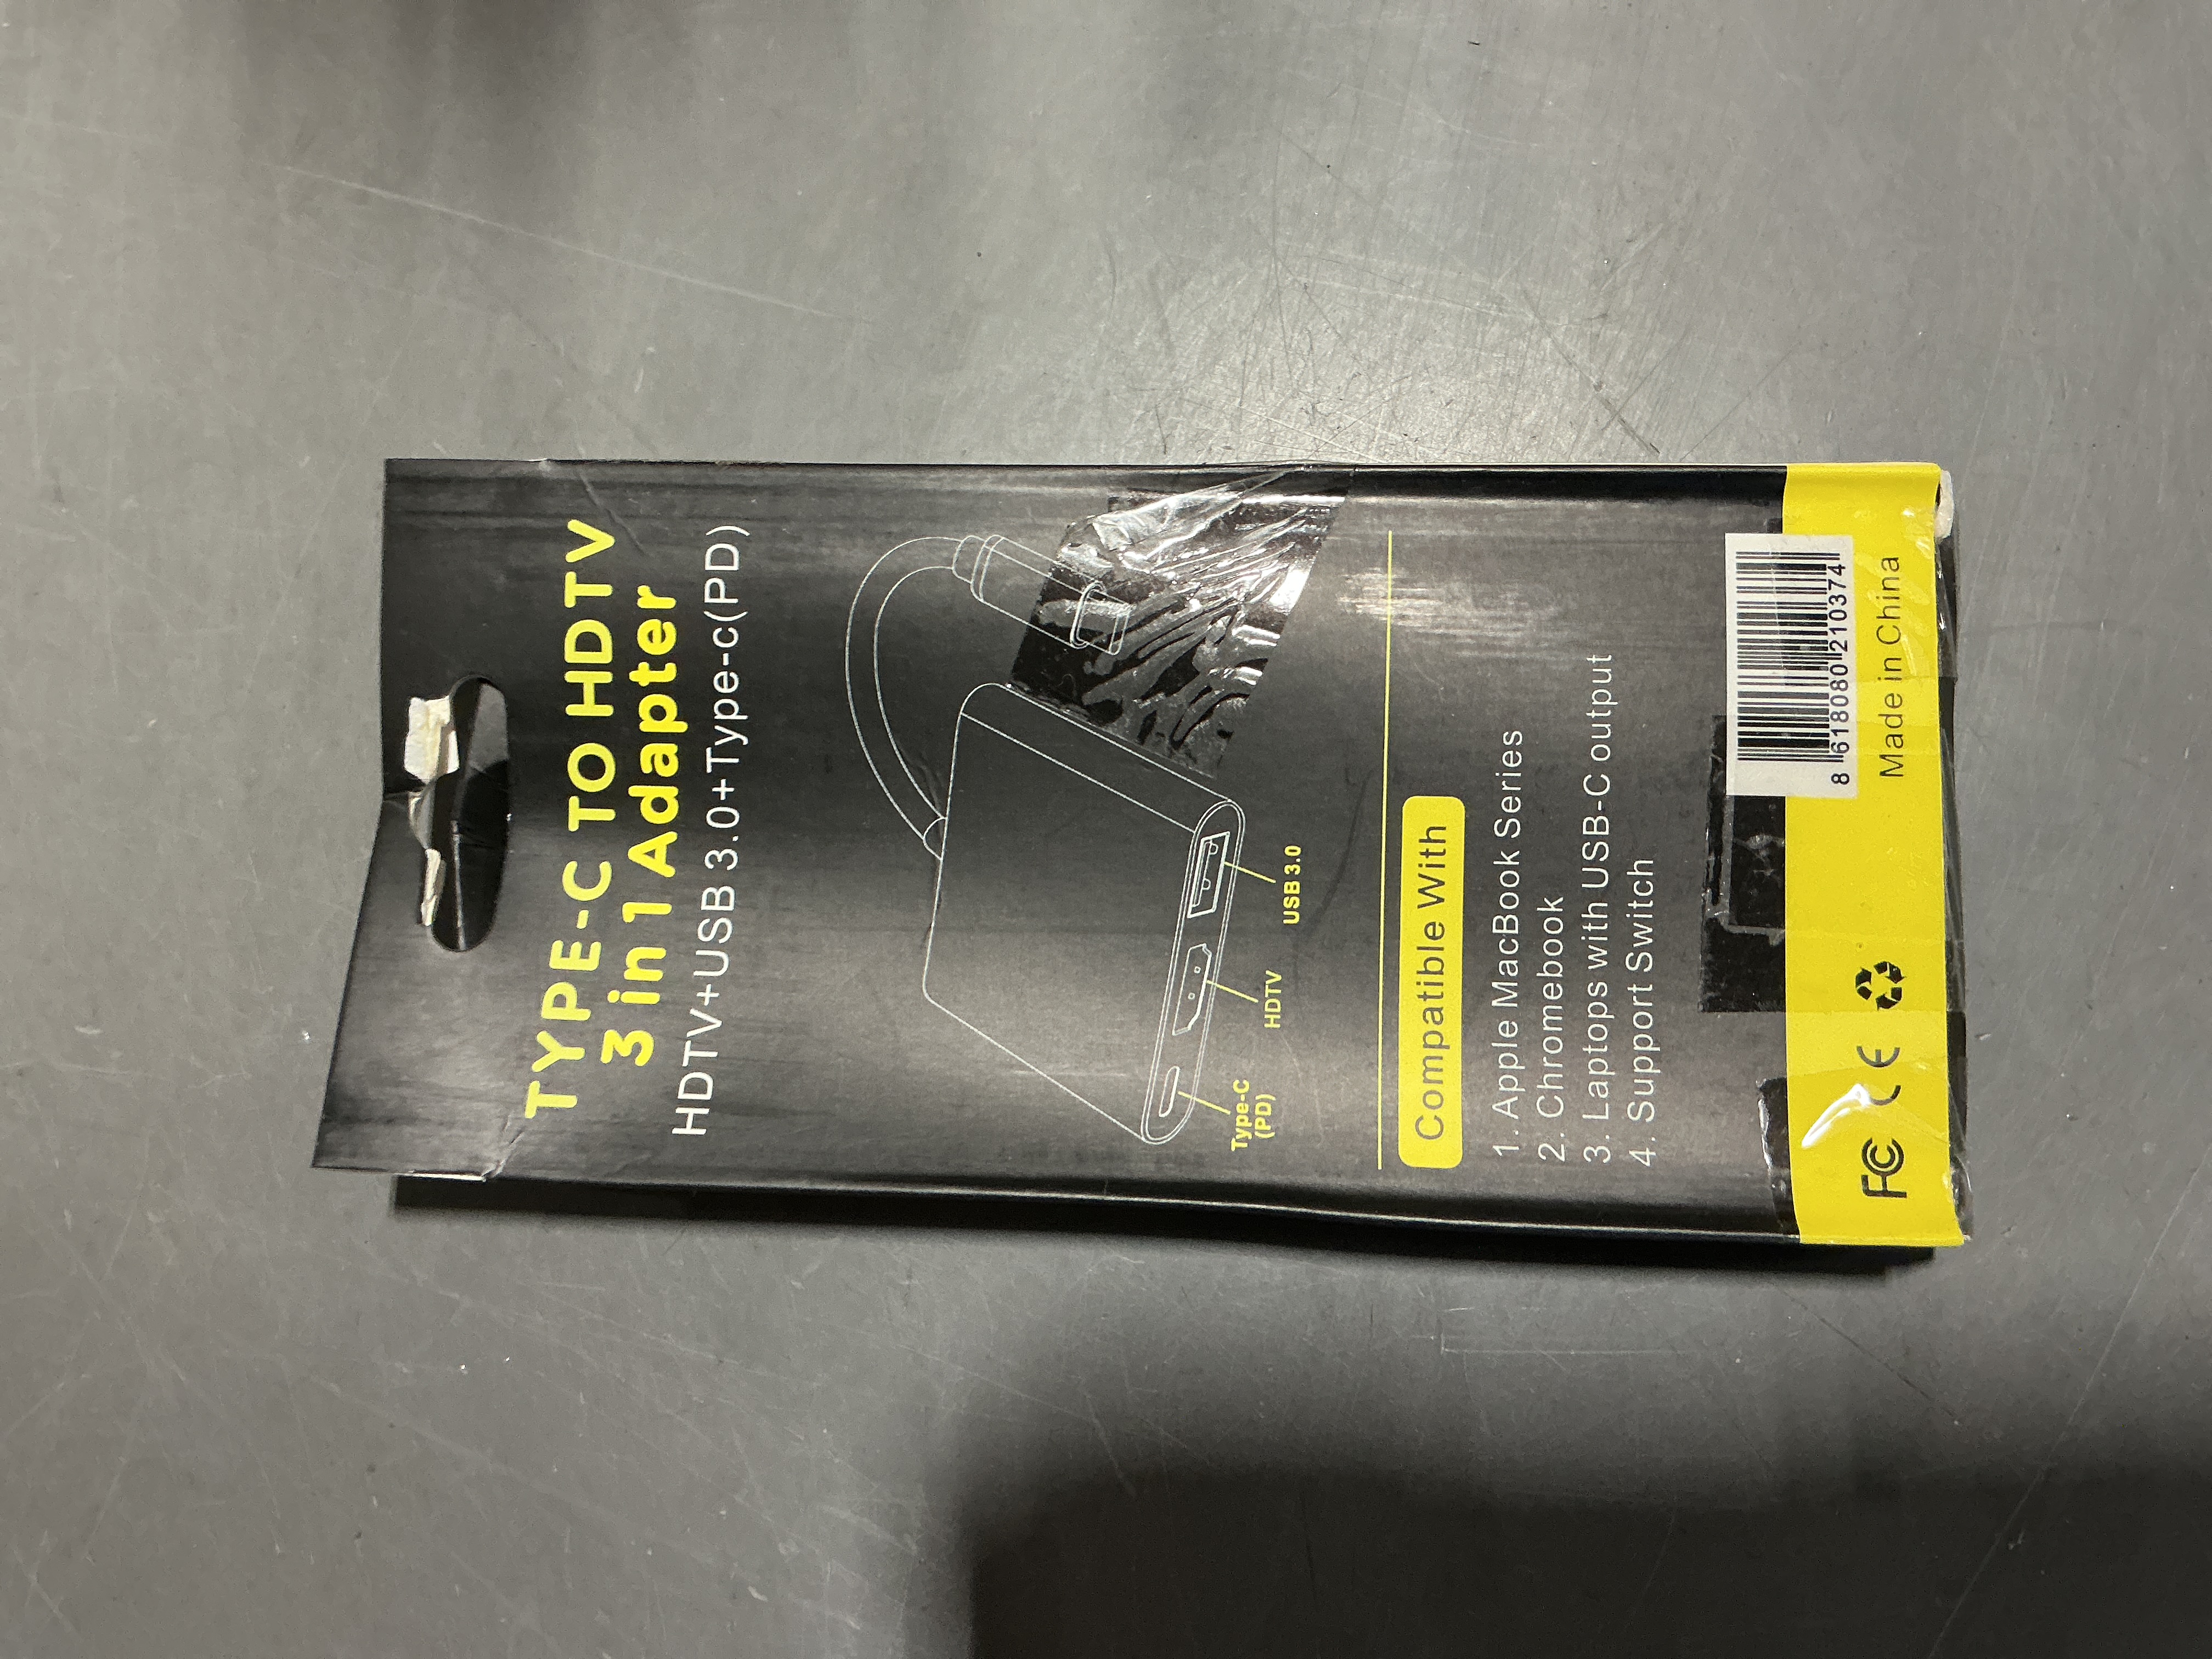 TYPE-C TO HDTV
3 in 1 Adapter
HDTV+USB 3.0+Type-c(PD)
Type-C
(PD)
HDTV
USB 3.0
Compatible With
1. Apple MacBook Series
2. Chromebook
3. Laptops with USB-C output
4. Support Switch
8 618080 210374
FC CE
Made in China